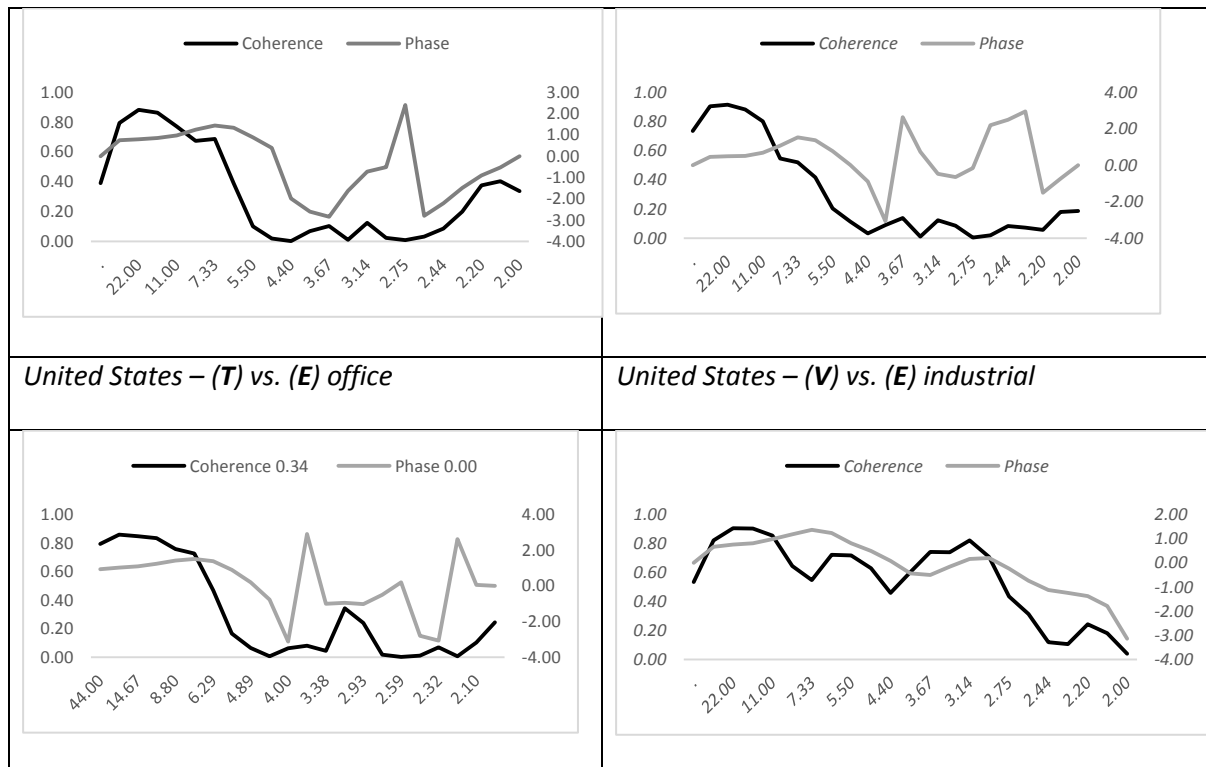 Coherence Phase
1.00 3.00
0.80 2.00
0.60 1.00
0.40 0.00
0.20 -1.00
0.00 -2.00
-3.00
-4.00
. 22.00 11.00 7.33 5.50 4.40 3.67 3.14 2.75 2.44 2.20 2.00
Coherence Phase
1.00 4.00
0.80 2.00
0.60 0.00
0.40 -2.00
0.20 -4.00
0.00
. 22.00 11.00 7.33 5.50 4.40 3.67 3.14 2.75 2.44 2.20 2.00
United States – (T) vs. (E) office
United States – (V) vs. (E) industrial
Coherence 0.34 Phase 0.00
1.00 4.00
0.80 2.00
0.60 0.00
0.40 -2.00
0.20 -4.00
0.00
44.00 14.67 8.80 6.29 4.89 4.00 3.38 2.93 2.59 2.32 2.10
Coherence Phase
1.00 2.00
0.80 1.00
0.60 0.00
0.40 -1.00
0.20 -2.00
0.00 -3.00
-4.00
. 22.00 11.00 7.33 5.50 4.40 3.67 3.14 2.75 2.44 2.20 2.00